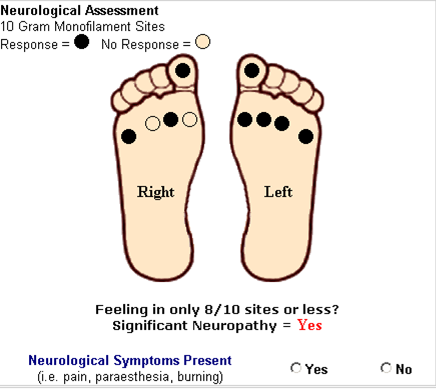 Neurological Assessment
10 Gram Monofilament Sites
Response = No Response =
Right Left
Feeling in only 8/10 sites or less?
Significant Neuropathy = Yes
Neurological Symptoms Present Yes No
(i.e. pain, paraesthesia, burning)